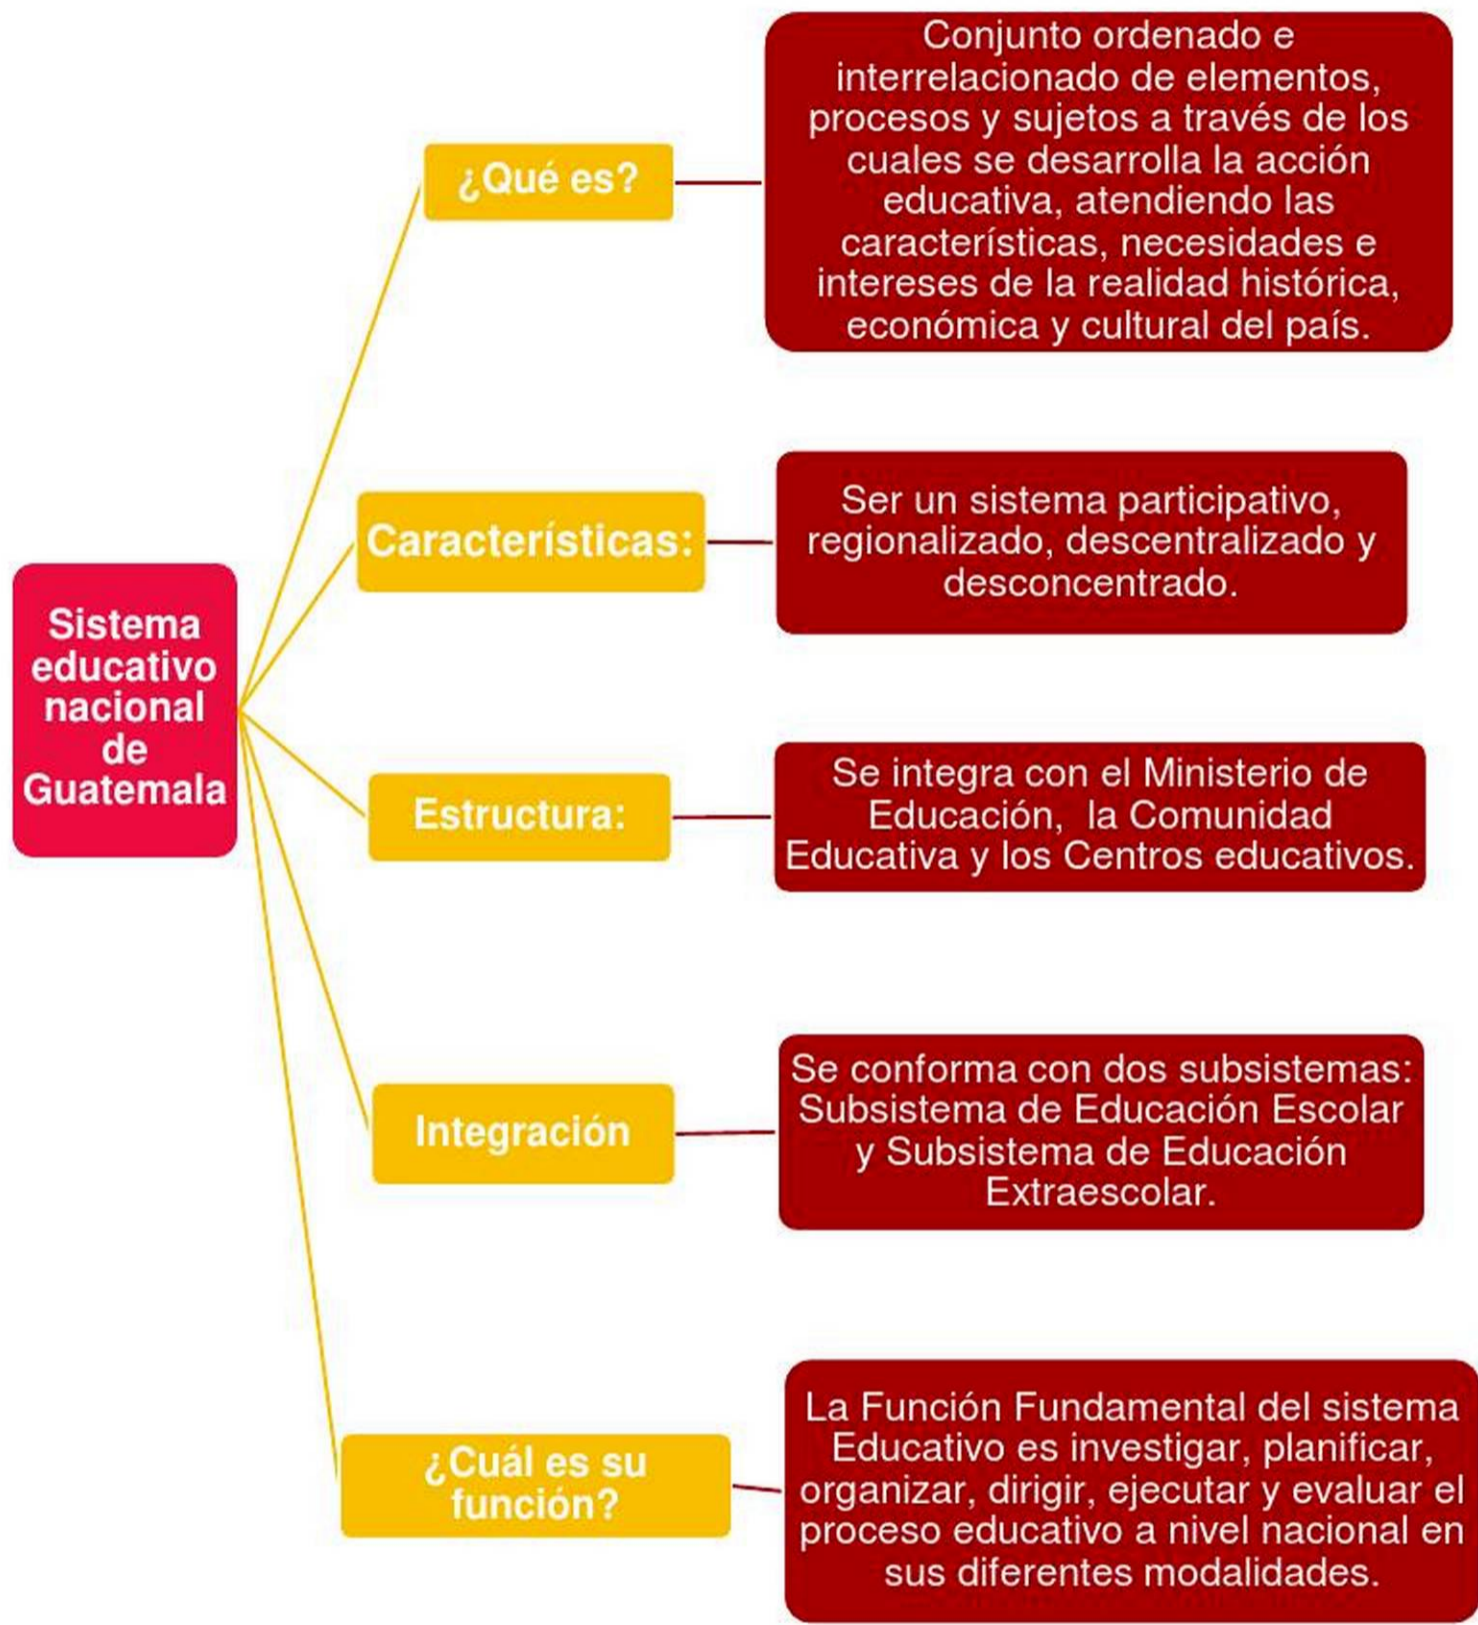 Sistema
educativo
nacional
de
Guatemala
¿Qué es?
Conjunto ordenado e
interrelacionado de elementos,
procesos y sujetos a través de los
cuales se desarrolla la acción
educativa, atendiendo las
características, necesidades e
intereses de la realidad histórica,
económica y cultural del país.
Características:
Ser un sistema participativo,
regionalizado, descentralizado y
desconcentrado.
Estructura:
Se integra con el Ministerio de
Educación, la Comunidad
Educativa y los Centros educativos.
Integración
Se conforma con dos subsistemas:
Subsistema de Educación Escolar
y Subsistema de Educación
Extraescolar.
¿Cuál es su
función?
La Función Fundamental del sistema
Educativo es investigar, planificar,
organizar, dirigir, ejecutar y evaluar el
proceso educativo a nivel nacional en
sus diferentes modalidades.